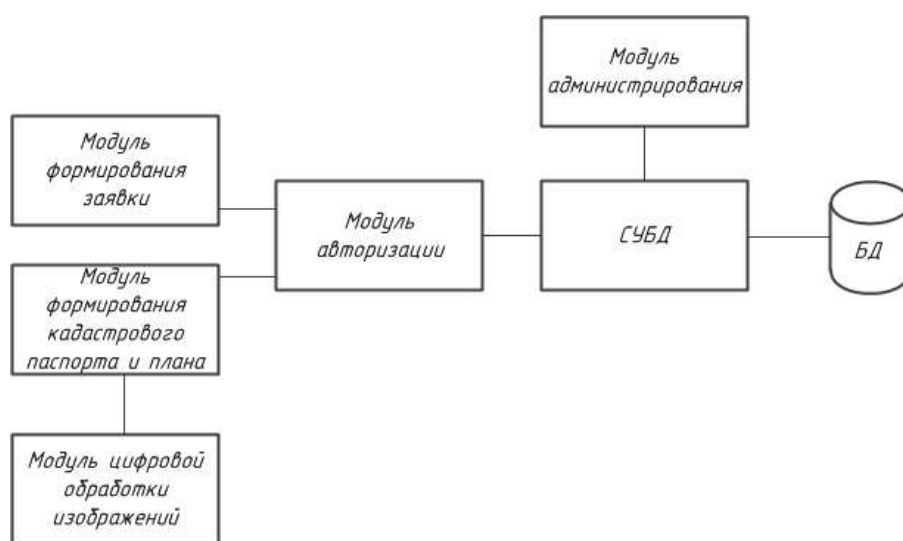 Модуль
администрирования
Модуль
формирования
заявки
Модуль
авторизации
СУБД
БД
Модуль
формирования
кадастрового
паспорта и плана
Модуль цифровой
обработки
изображений